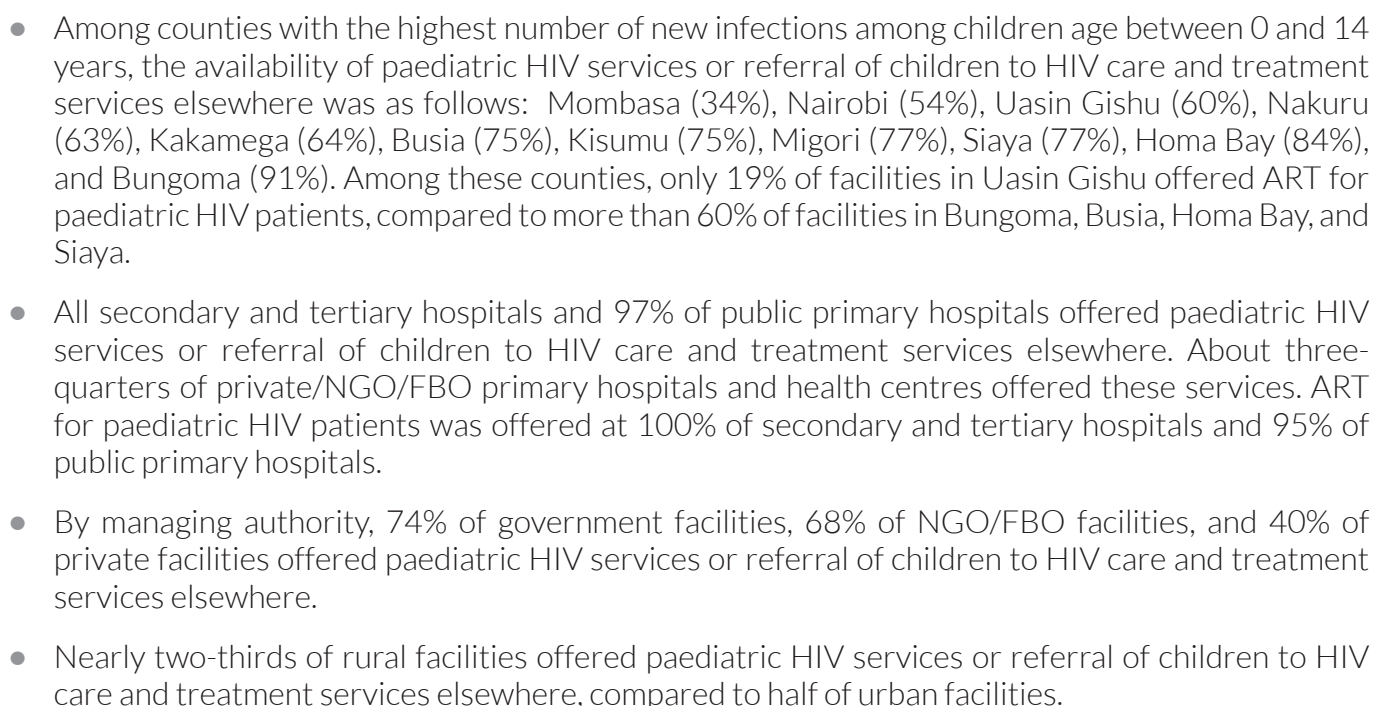 ● Among counties with the highest number of new infections among children age between 0 and 14
years, the availability of paediatric HIV services or referral of children to HIV care and treatment
services elsewhere was as follows: Mombasa (34%), Nairobi (54%), Uasin Gishu (60%), Nakuru
(63%), Kakamega (64%), Busia (75%), Kisumu (75%), Migori (77%), Siaya (77%), Homa Bay (84%),
and Bungoma (91%). Among these counties, only 19% of facilities in Uasin Gishu offered ART for
paediatric HIV patients, compared to more than 60% of facilities in Bungoma, Busia, Homa Bay, and
Siaya.
● All secondary and tertiary hospitals and 97% of public primary hospitals offered paediatric HIV
services or referral of children to HIV care and treatment services elsewhere. About three-
quarters of private/NGO/FBO primary hospitals and health centres offered these services. ART
for paediatric HIV patients was offered at 100% of secondary and tertiary hospitals and 95% of
public primary hospitals.
● By managing authority, 74% of government facilities, 68% of NGO/FBO facilities, and 40% of
private facilities offered paediatric HIV services or referral of children to HIV care and treatment
services elsewhere.
● Nearly two-thirds of rural facilities offered paediatric HIV services or referral of children to HIV
care and treatment services elsewhere, compared to half of urban facilities.